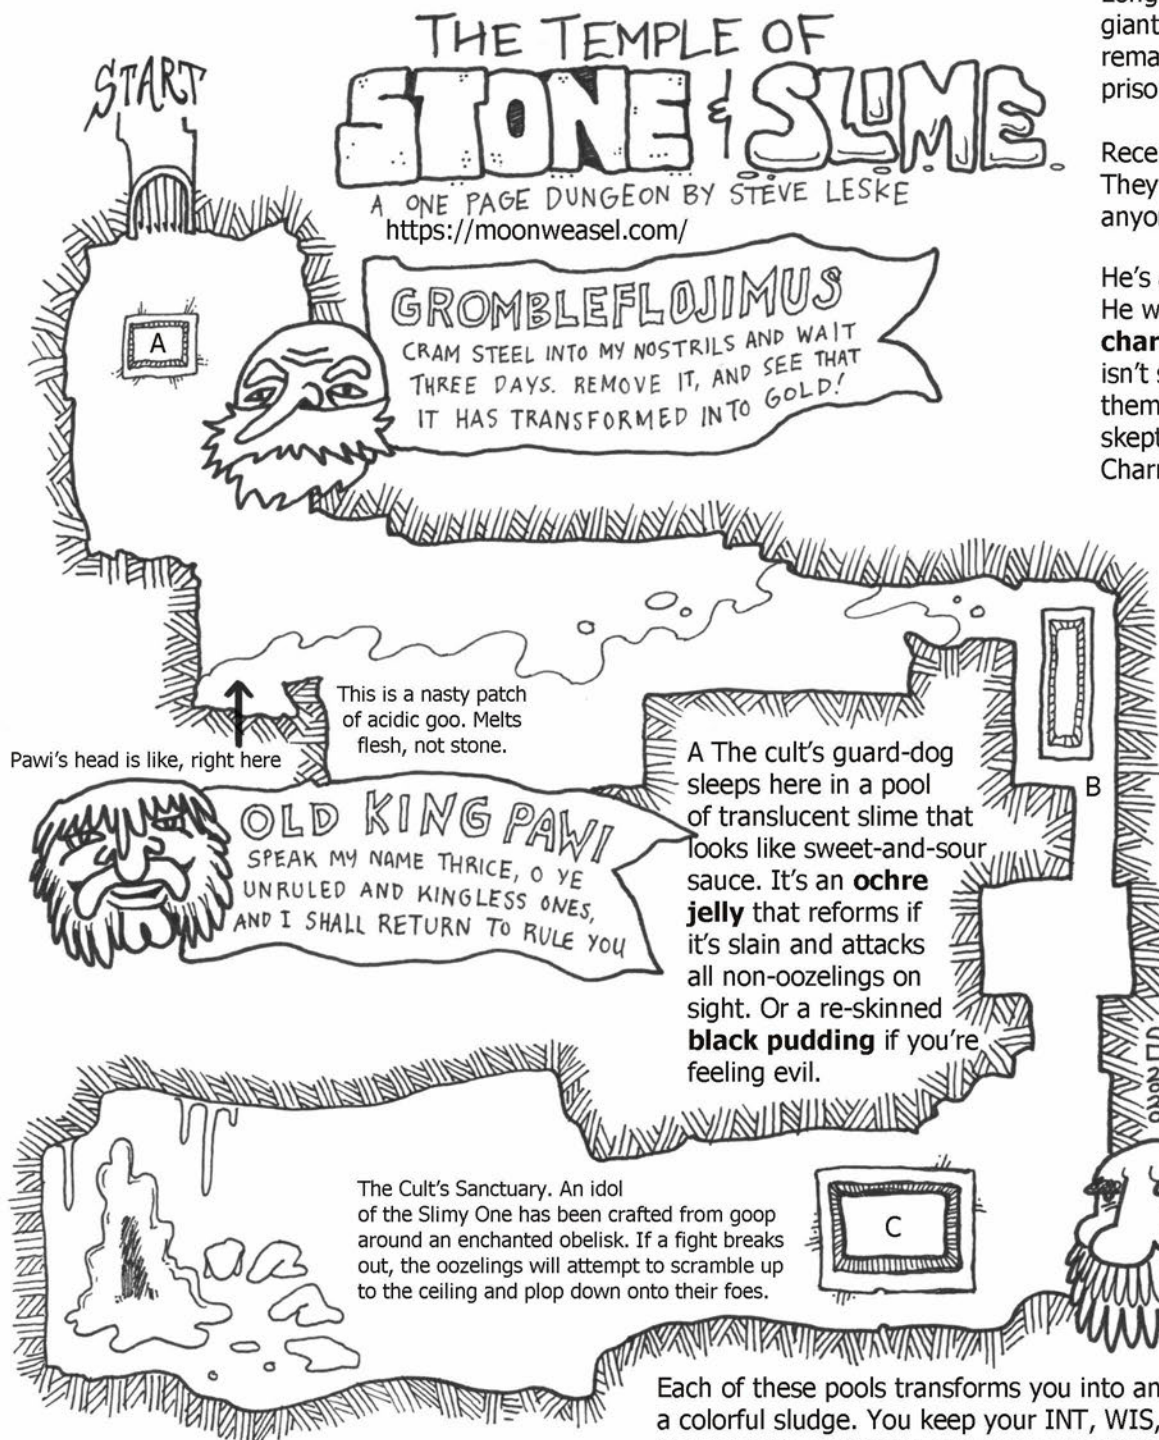 THE TEMPLE OF
STONE & SLIME
A ONE PAGE DUNGEON BY STEVE LESKE
https://moonweasel.com/
START
A
GROMBLEFLOJIMUS
CRAM STEEL INTO MY NOSTRILS AND WAIT
THREE DAYS. REMOVE IT, AND SEE THAT
IT HAS TRANSFORMED INTO GOLD!
giant
Rece
They
anyo
He's
He w
char
isn't s
them
skept
Char
This is a nasty patch
of acidic goo. Melts
flesh, not stone.
Pawi's head is like, right here
OLD KING PAWI
SPEAK MY NAME THRICE, O YE
UNRULED AND KINGLESS ONES,
AND I SHALL RETURN TO RULE YOU
A The cult's guard-dog
sleeps here in a pool
of translucent slime that
looks like sweet-and-sour
sauce. It's an ochre
jelly that reforms if
it's slain and attacks
all non-oozelings on
sight. Or a re-skinned
black pudding if you're
feeling evil.
B
The Cult's Sanctuary. An idol
of the Slimy One has been crafted from goop
around an enchanted obelisk. If a fight breaks
out, the oozelings will attempt to scramble up
to the ceiling and plop down onto their foes.
C
Each of these pools transforms you into an
a colorful sludge. You keep your INT, WIS,